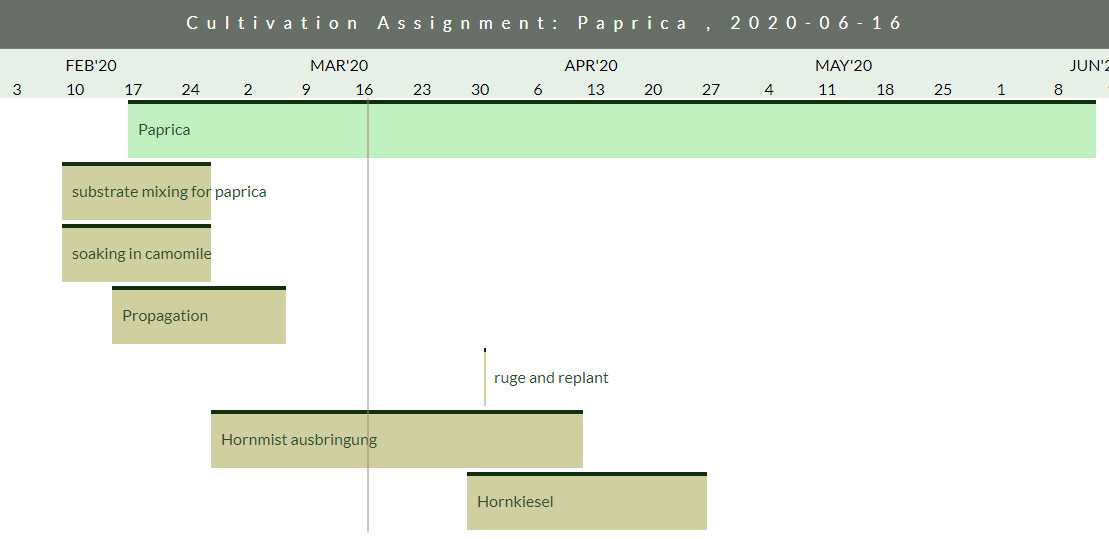 Cultivation Assignment: Paprica , 2020-06-16
FEB'20 MAR'20 APR'20 MAY'20
3 10 17 24 2 9 16 23 30 6 13 20 27 4 11 18 25 1 8
Paprica
substrate mixing for paprica
soaking in camomile
Propagation
ruge and replant
Hornmist ausbringung
Hornkiesel